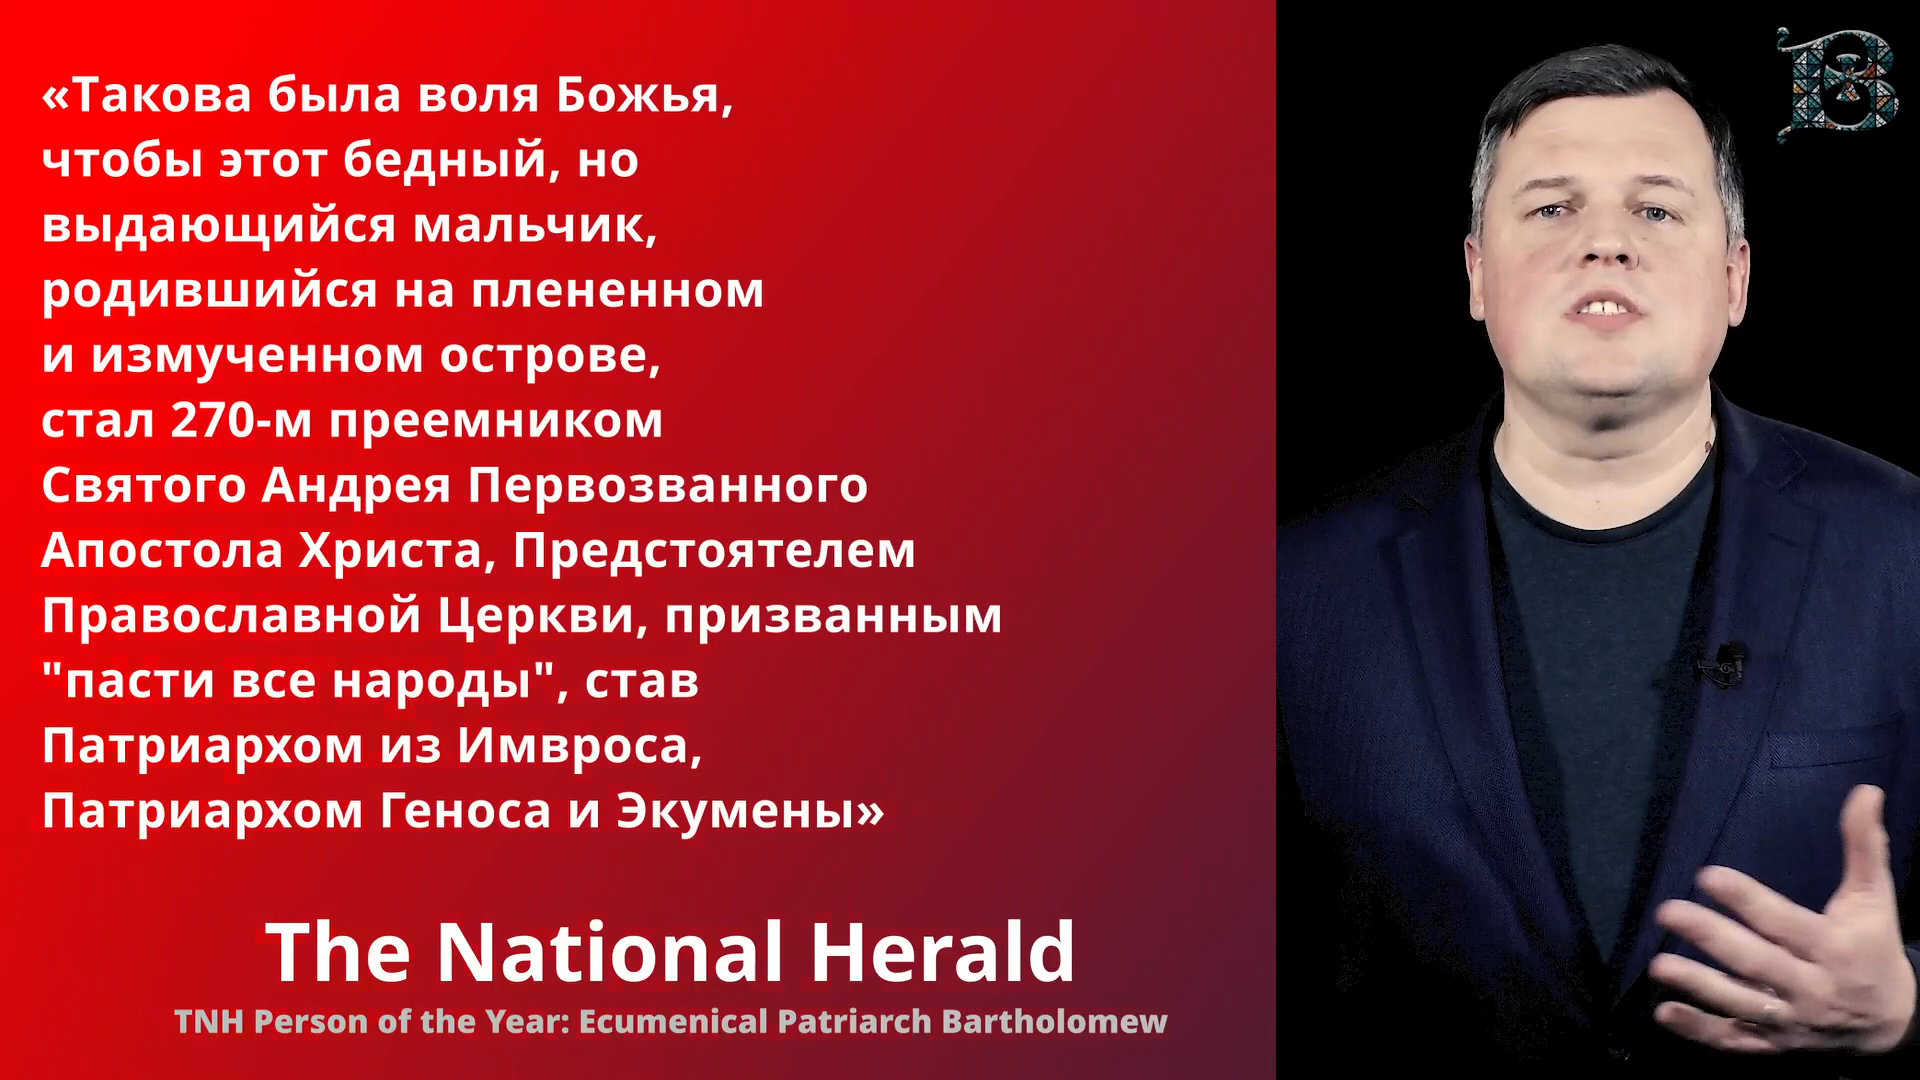 «Такова была воля Божья,
чтобы этот бедный, но
выдающийся мальчик,
родившийся на плененном
и измученном острове,
стал 270-м преемником
Святого Андрея Первозванного
Апостола Христа, Предстоятелем
Православной Церкви, призванным
"пасти все народы", став
Патриархом из Имвроса,
Патриархом Геноса и Экумены»
The National Herald
TNH Person of the Year: Ecumenical Patriarch Bartholomew